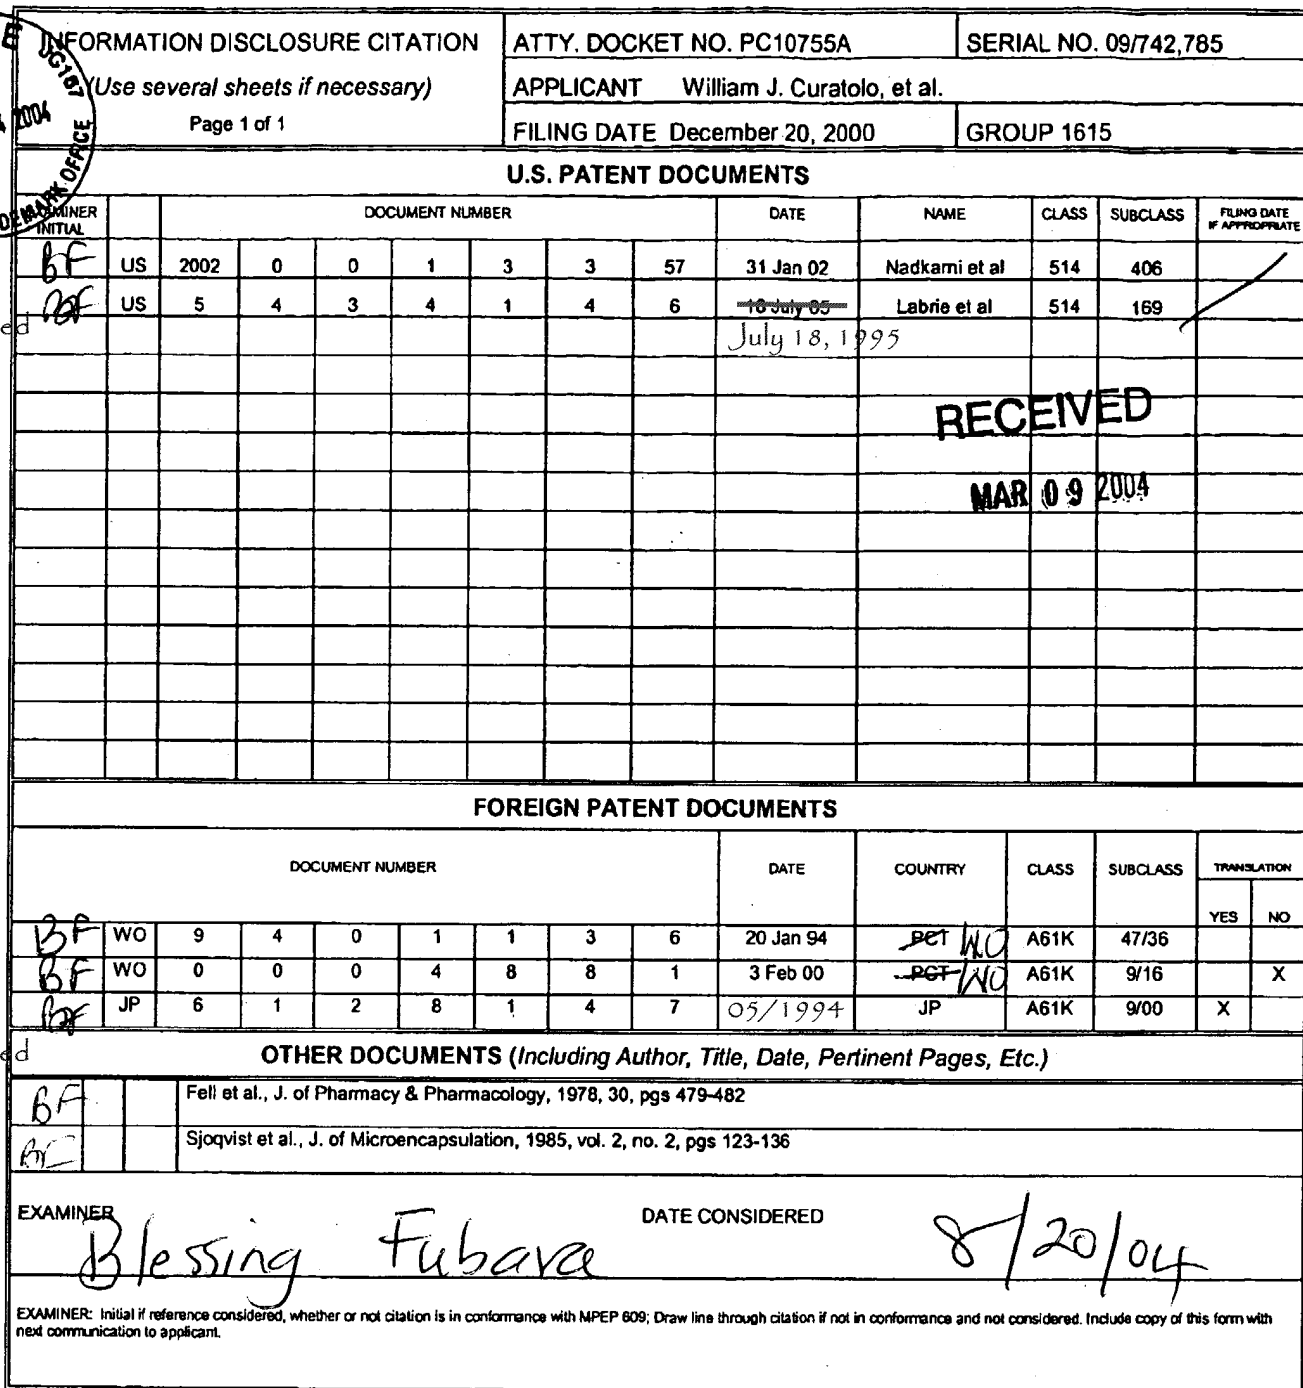 INFORMATION DISCLOSURE CITATION
(Use several sheets if necessary)
Page 1 of 1
ATTY. DOCKET NO. PC10755A
SERIAL NO. 09/742,785
APPLICANT William J. Curatolo, et al.
FILING DATE December 20, 2000
GROUP 1615
JC167
2004
OFFICE
U.S. PATENT DOCUMENTS
INITIAL DOCUMENT NUMBER DATE NAME CLASS SUBCLASS FILING DATE IF APPROPRIATE
BF US 2002 0 0 1 3 3 57 31 Jan 02 Nadkarni et al 514 406
BF US 5 4 3 4 1 4 6 18 July 95 Labrie et al 514 169
ed
July 18, 1995
RECEIVED
MAR 09 2004
FOREIGN PATENT DOCUMENTS
DOCUMENT NUMBER DATE COUNTRY CLASS SUBCLASS TRANSLATION
YES NO
BF WO 9 4 0 1 1 3 6 20 Jan 94 PCT WO A61K 47/36
BF WO 0 0 0 4 8 8 1 3 Feb 00 PCT WO A61K 9/16 X
BF JP 6 1 2 8 1 4 7 05/1994 JP A61K 9/00 X
ed
OTHER DOCUMENTS (Including Author, Title, Date, Pertinent Pages, Etc.)
BF Fell et al., J. of Pharmacy & Pharmacology, 1978, 30, pgs 479-482
BF Sjoqvist et al., J. of Microencapsulation, 1985, vol. 2, no. 2, pgs 123-136
EXAMINER Blessing Fubara DATE CONSIDERED 8/20/04
EXAMINER: Initial if reference considered, whether or not citation is in conformance with MPEP 609; Draw line through citation if not in conformance and not considered. Include copy of this form with
next communication to applicant.